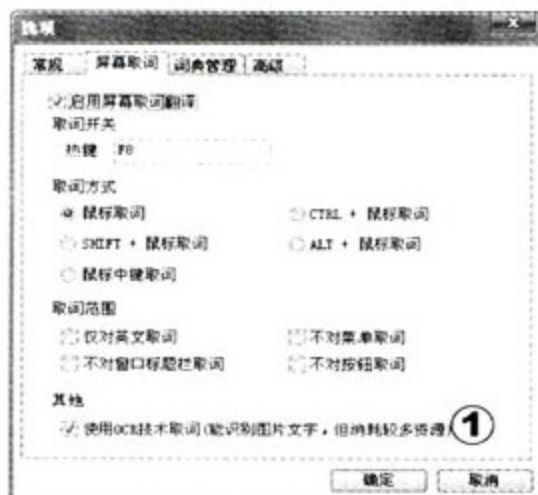 选项
常规 屏幕取词 词典管理 高级
启用屏幕取词翻译
取词开关
热键 F8
取词方式
鼠标取词 CTRL + 鼠标取词
SHIFT + 鼠标取词 ALT + 鼠标取词
鼠标中键取词
取词范围
仅对英文取词 不对菜单取词
不对窗口标题栏取词 不对按钮取词
其他
使用OCR技术取词(能识别图片文字，但消耗较多资源) 1
确定 取消